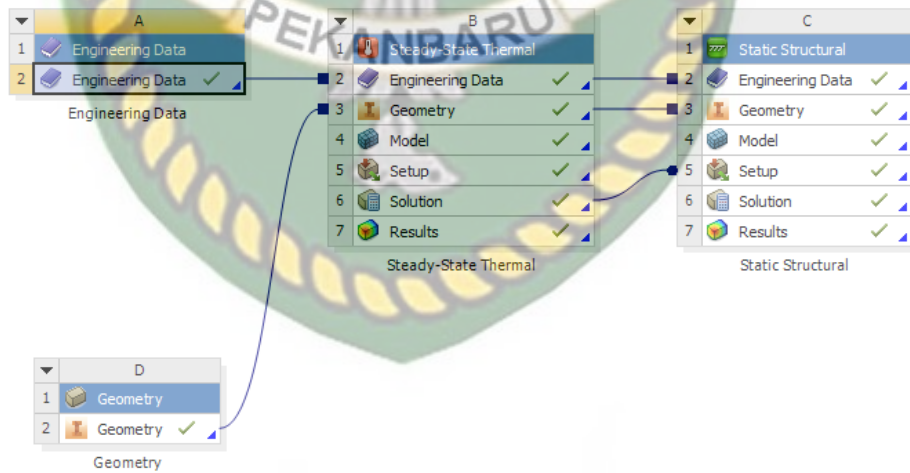 PEKANBARU
A
1 Engineering Data
2 Engineering Data
Engineering Data
B
1 Steady-State Thermal
2 Engineering Data
3 Geometry
4 Model
5 Setup
6 Solution
7 Results
Steady-State Thermal
C
1 Static Structural
2 Engineering Data
3 Geometry
4 Model
5 Setup
6 Solution
7 Results
Static Structural
D
1 Geometry
2 Geometry
Geometry